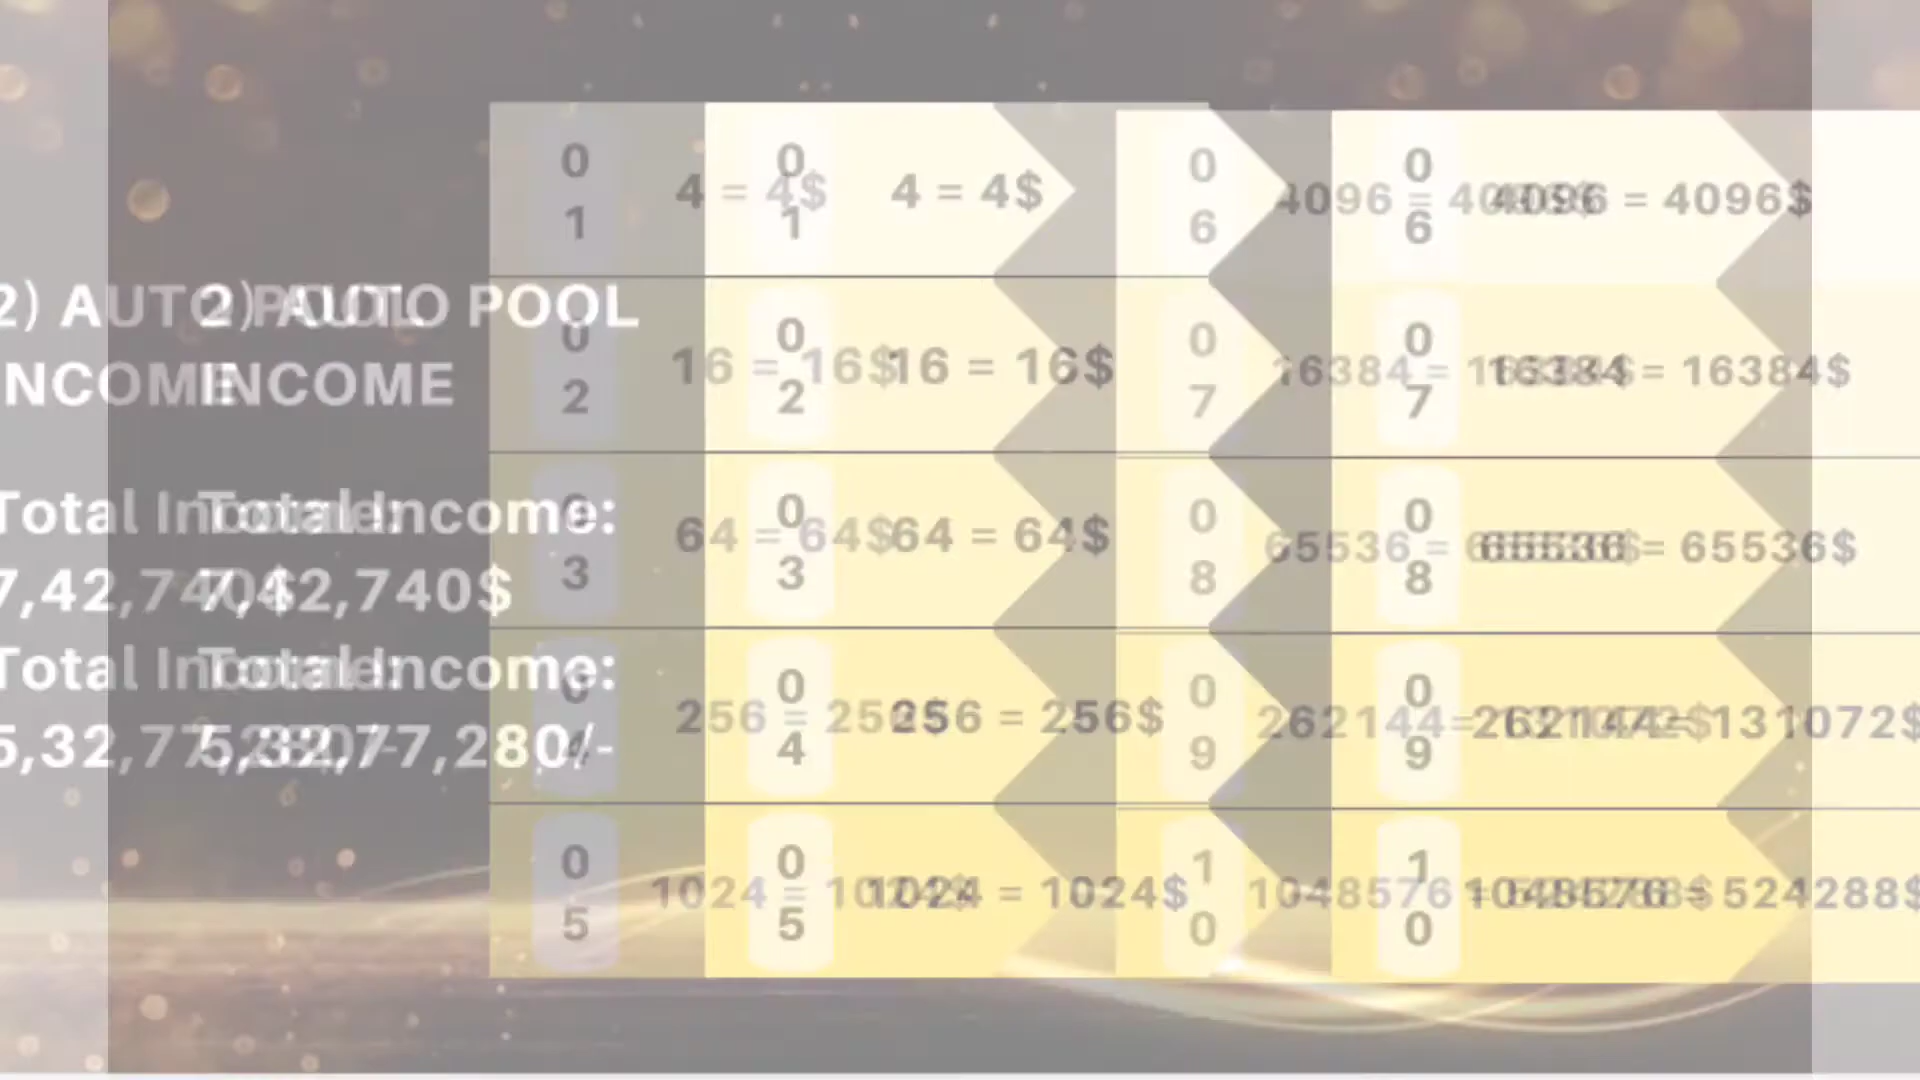 2) AUTO POOL
INCOME
Total Income:
7,42,740$
Total Income:
5,32,77,280/-
01
4 = 4$
02
16 = 16$
03
64 = 64$
04
256 = 256$
05
1024 = 1024$
06
4096 = 4096$
07
16384 = 16384$
08
65536 = 65536$
09
262144= 131072$
10
1048576 = 524288$